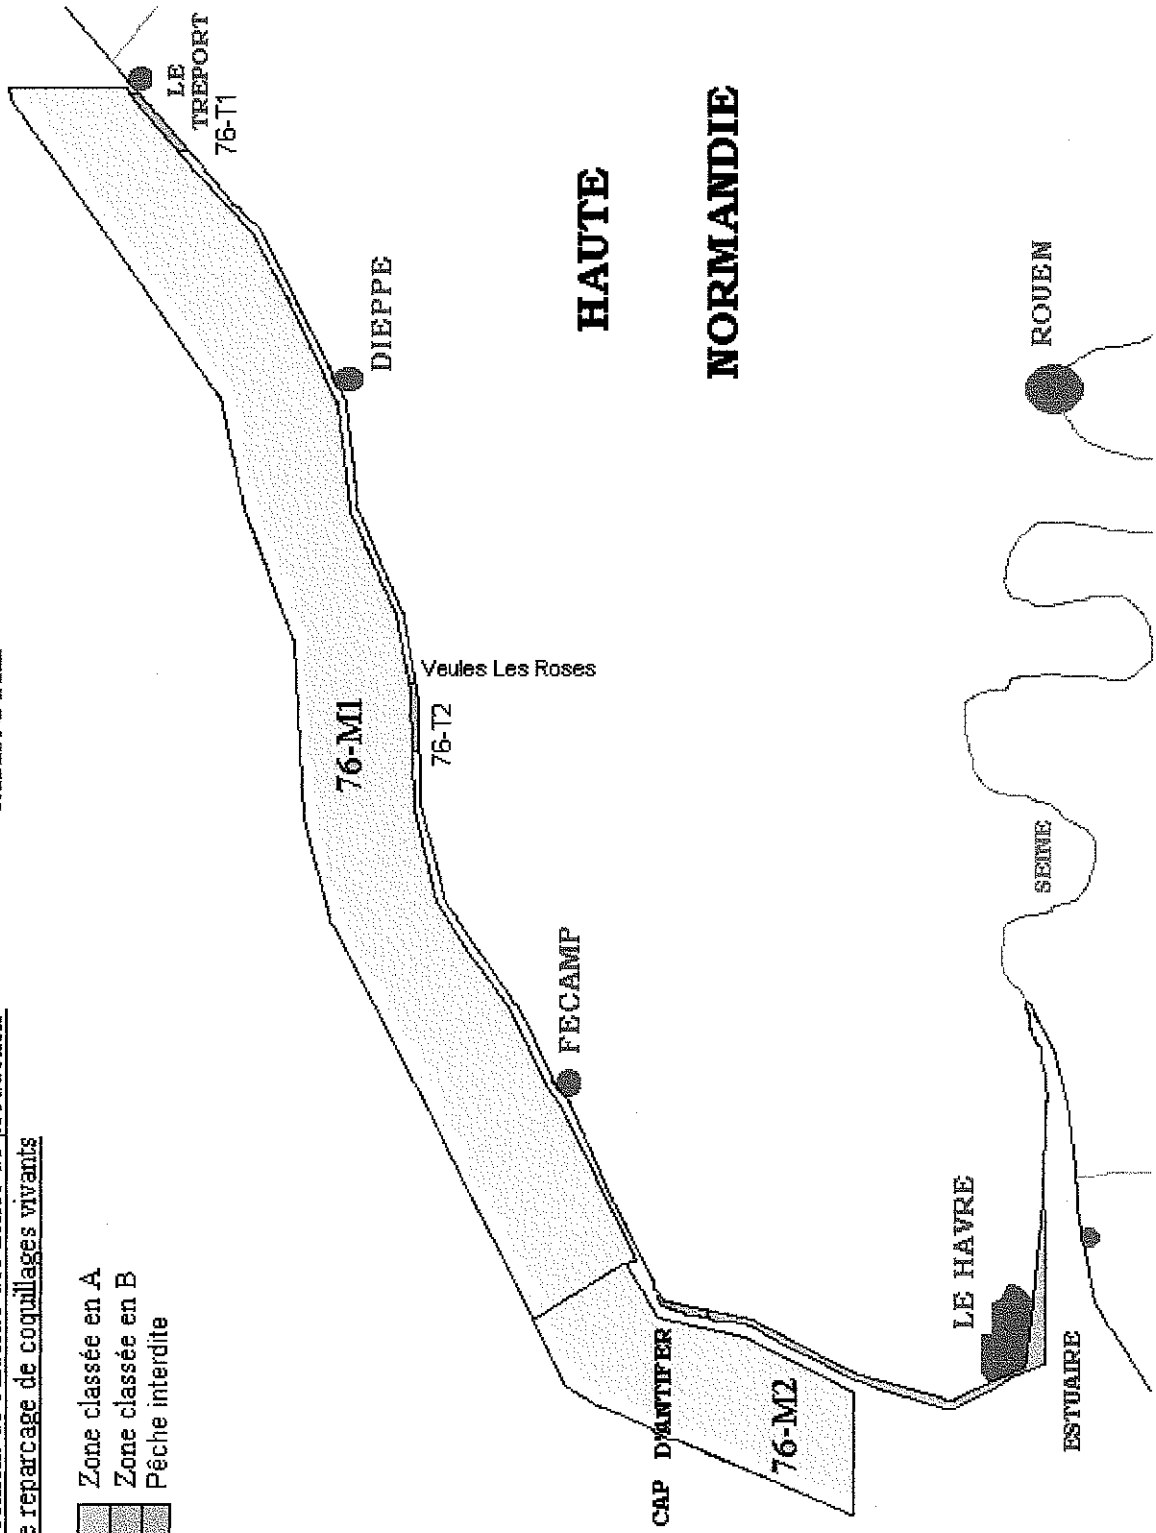 e reparcage de coquillages vivants
Zone classée en A
Zone classée en B
Pêche interdite
LE
TREPORT
76-T1
DIEPPE
HAUTE
NORMANDIE
ROUEN
Veules Les Roses
76-M1
76-T2
SEINE
FECAMP
LE HAVRE
CAP D'ANTIFER
76-M2
ESTUAIRE